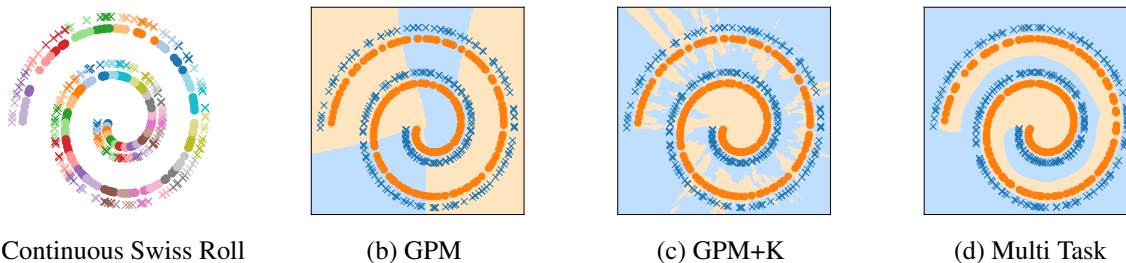 Continuous Swiss Roll
(b) GPM
(c) GPM+K
(d) Multi Task